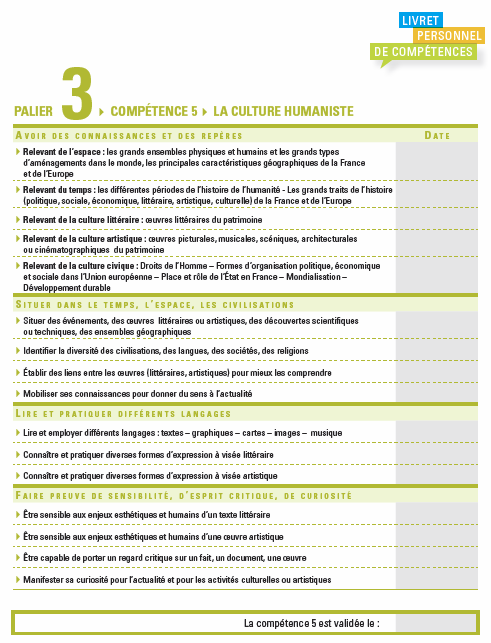 LIVRET
PERSONNEL
DE COMPÉTENCES
PALIER 3 COMPÉTENCE 5 LA CULTURE HUMANISTE
AVOIR DES CONNAISSANCES ET DES REPÈRES DATE
Relevant de l'espace : les grands ensembles physiques et humains et les grands types
d'aménagements dans le monde, les principales caractéristiques géographiques de la France
et de l'Europe
Relevant du temps : les différentes périodes de l'histoire de l'humanité - Les grands traits de l'histoire
(politique, sociale, économique, littéraire, artistique, culturelle) de la France et de l'Europe
Relevant de la culture littéraire : œuvres littéraires du patrimoine
Relevant de la culture artistique : œuvres picturales, musicales, scéniques, architecturales
ou cinématographiques du patrimoine
Relevant de la culture civique : Droits de l'Homme – Formes d'organisation politique, économique
et sociale dans l'Union européenne – Place et rôle de l'État en France – Mondialisation –
Développement durable
SITUER DANS LE TEMPS, L'ESPACE, LES CIVILISATIONS
Situer des événements, des œuvres littéraires ou artistiques, des découvertes scientifiques
ou techniques, des ensembles géographiques
Identifier la diversité des civilisations, des langues, des sociétés, des religions
Établir des liens entre les œuvres (littéraires, artistiques) pour mieux les comprendre
Mobiliser ses connaissances pour donner du sens à l'actualité
LIRE ET PRATIQUER DIFFÉRENTS LANGAGES
Lire et employer différents langages : textes – graphiques – cartes – images – musique
Connaître et pratiquer diverses formes d'expression à visée littéraire
Connaître et pratiquer diverses formes d'expression à visée artistique
FAIRE PREUVE DE SENSIBILITÉ, D'ESPRIT CRITIQUE, DE CURIOSITÉ
Être sensible aux enjeux esthétiques et humains d'un texte littéraire
Être sensible aux enjeux esthétiques et humains d'une œuvre artistique
Être capable de porter un regard critique sur un fait, un document, une œuvre
Manifester sa curiosité pour l'actualité et pour les activités culturelles ou artistiques
La compétence 5 est validée le :